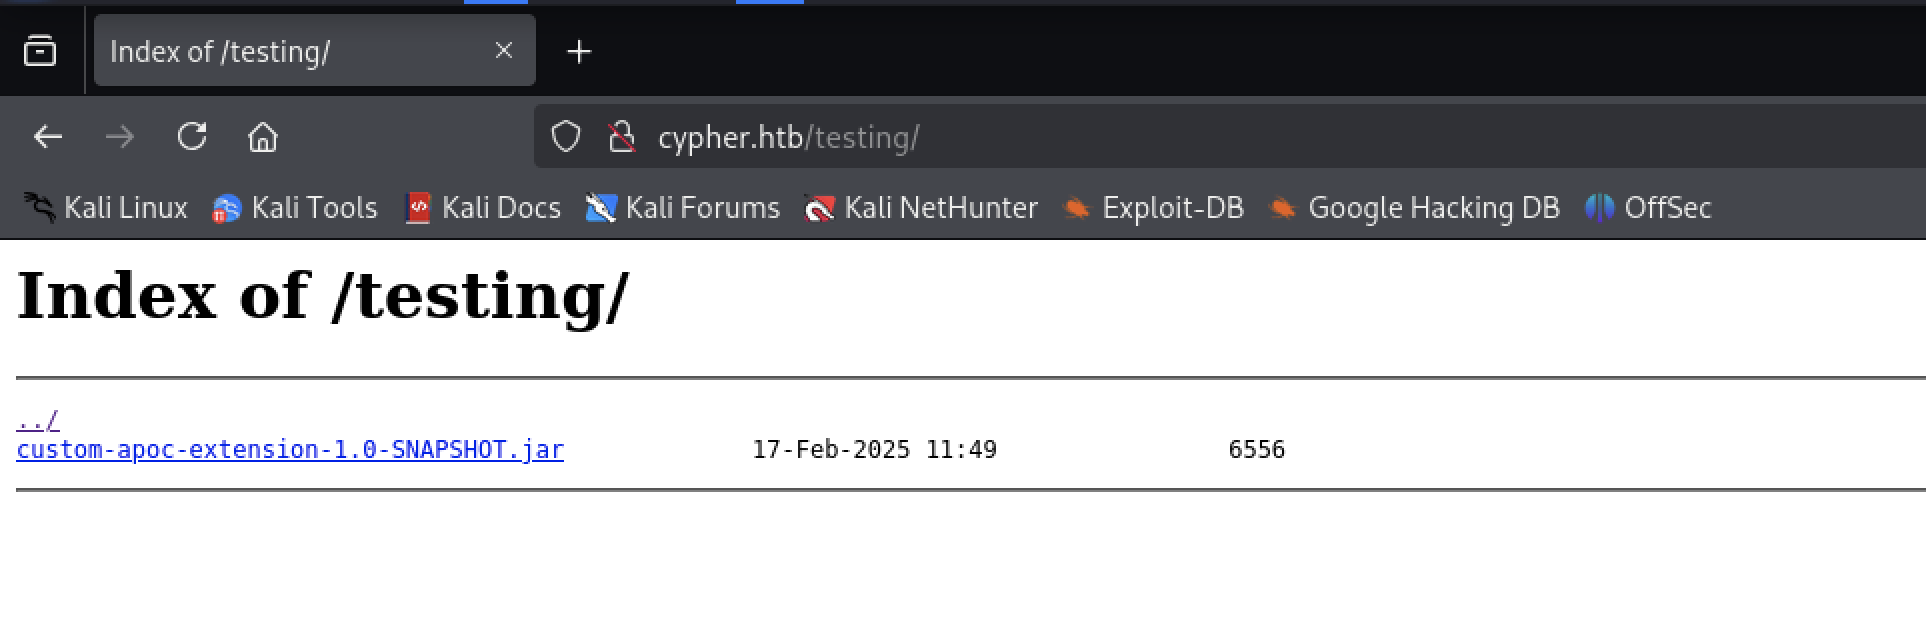 Index of /testing/
cypher.htb/testing/
Kali Linux Kali Tools Kali Docs Kali Forums Kali NetHunter Exploit-DB Google Hacking DB OffSec
Index of /testing/
../
custom-apoc-extension-1.0-SNAPSHOT.jar 17-Feb-2025 11:49 6556